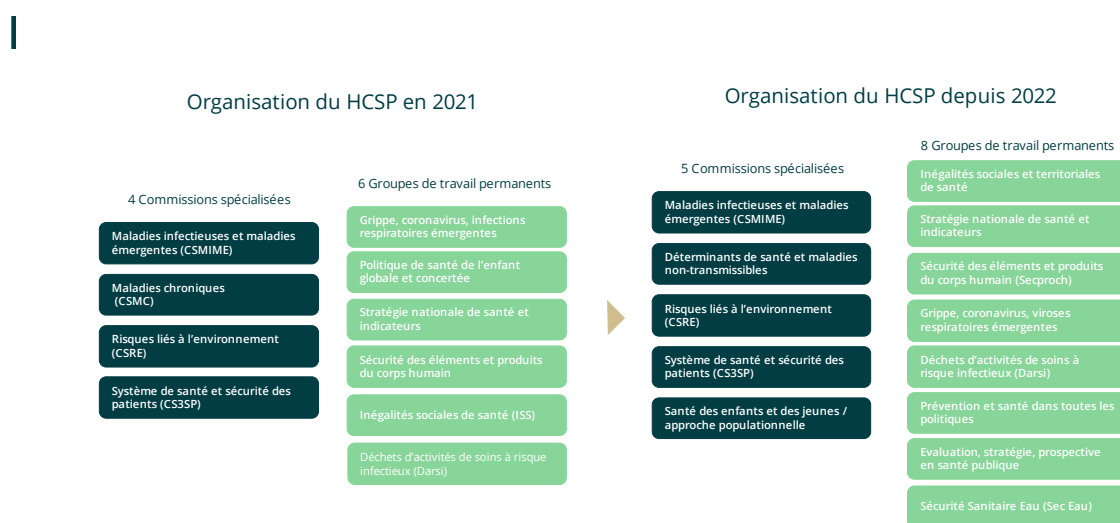 Organisation du HCSP en 2021
4 Commissions spécialisées
Maladies infectieuses et maladies
émergentes (CSMIME)
Maladies chroniques
(CSMC)
Risques liés à l’environnement
(CSRE)
Système de santé et sécurité des
patients (CS3SP)
6 Groupes de travail permanents
Grippe, coronavirus, infections
respiratoires émergentes
Politique de santé de l’enfant
globale et concertée
Stratégie nationale de santé et
indicateurs
Sécurité des éléments et produits
du corps humain
Inégalités sociales de santé (ISS)
Déchets d’activités de soins à risque
infectieux (Darsi)
Organisation du HCSP depuis 2022
5 Commissions spécialisées
Maladies infectieuses et maladies
émergentes (CSMIME)
Déterminants de santé et maladies
non-transmissibles
Risques liés à l’environnement
(CSRE)
Système de santé et sécurité des
patients (CS3SP)
Santé des enfants et des jeunes /
approche populationnelle
8 Groupes de travail permanents
Inégalités sociales et territoriales
de santé
Stratégie nationale de santé et
indicateurs
Sécurité des éléments et produits
du corps humain (Secproch)
Grippe, coronavirus, viroses
respiratoires émergentes
Déchets d’activités de soins à
risque infectieux (Darsi)
Prévention et santé dans toutes les
politiques
Evaluation, stratégie, prospective
en santé publique
Sécurité Sanitaire Eau (Sec Eau)